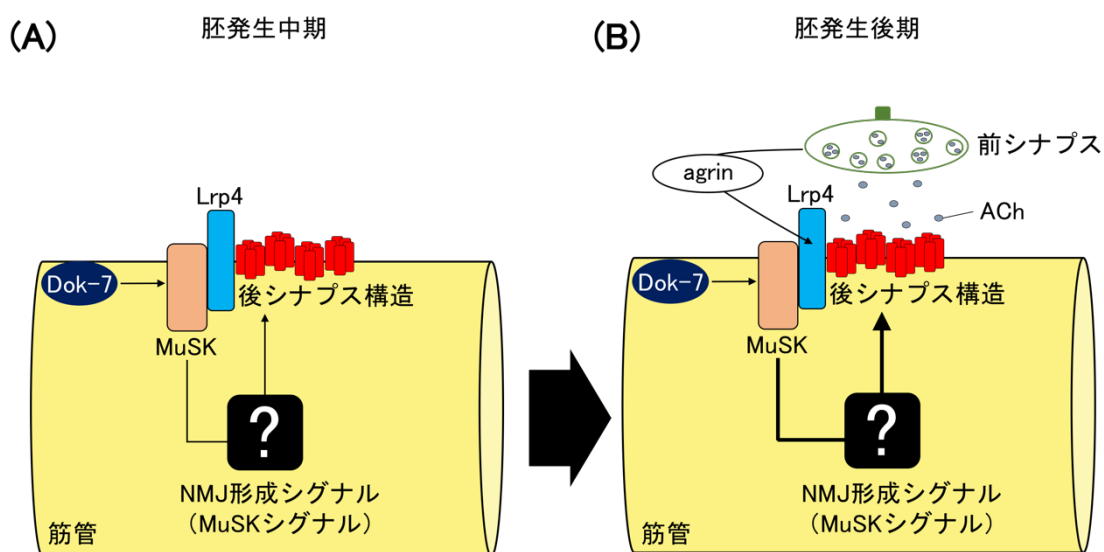 (A)
胚発生中期
Lrp4
Dok-7
後シナプス構造
MuSK
?
NMJ形成シグナル
(MuSKシグナル)
筋管
(B)
胚発生後期
前シナプス
agrin
Lrp4
ACh
Dok-7
後シナプス構造
MuSK
?
NMJ形成シグナル
(MuSKシグナル)
筋管